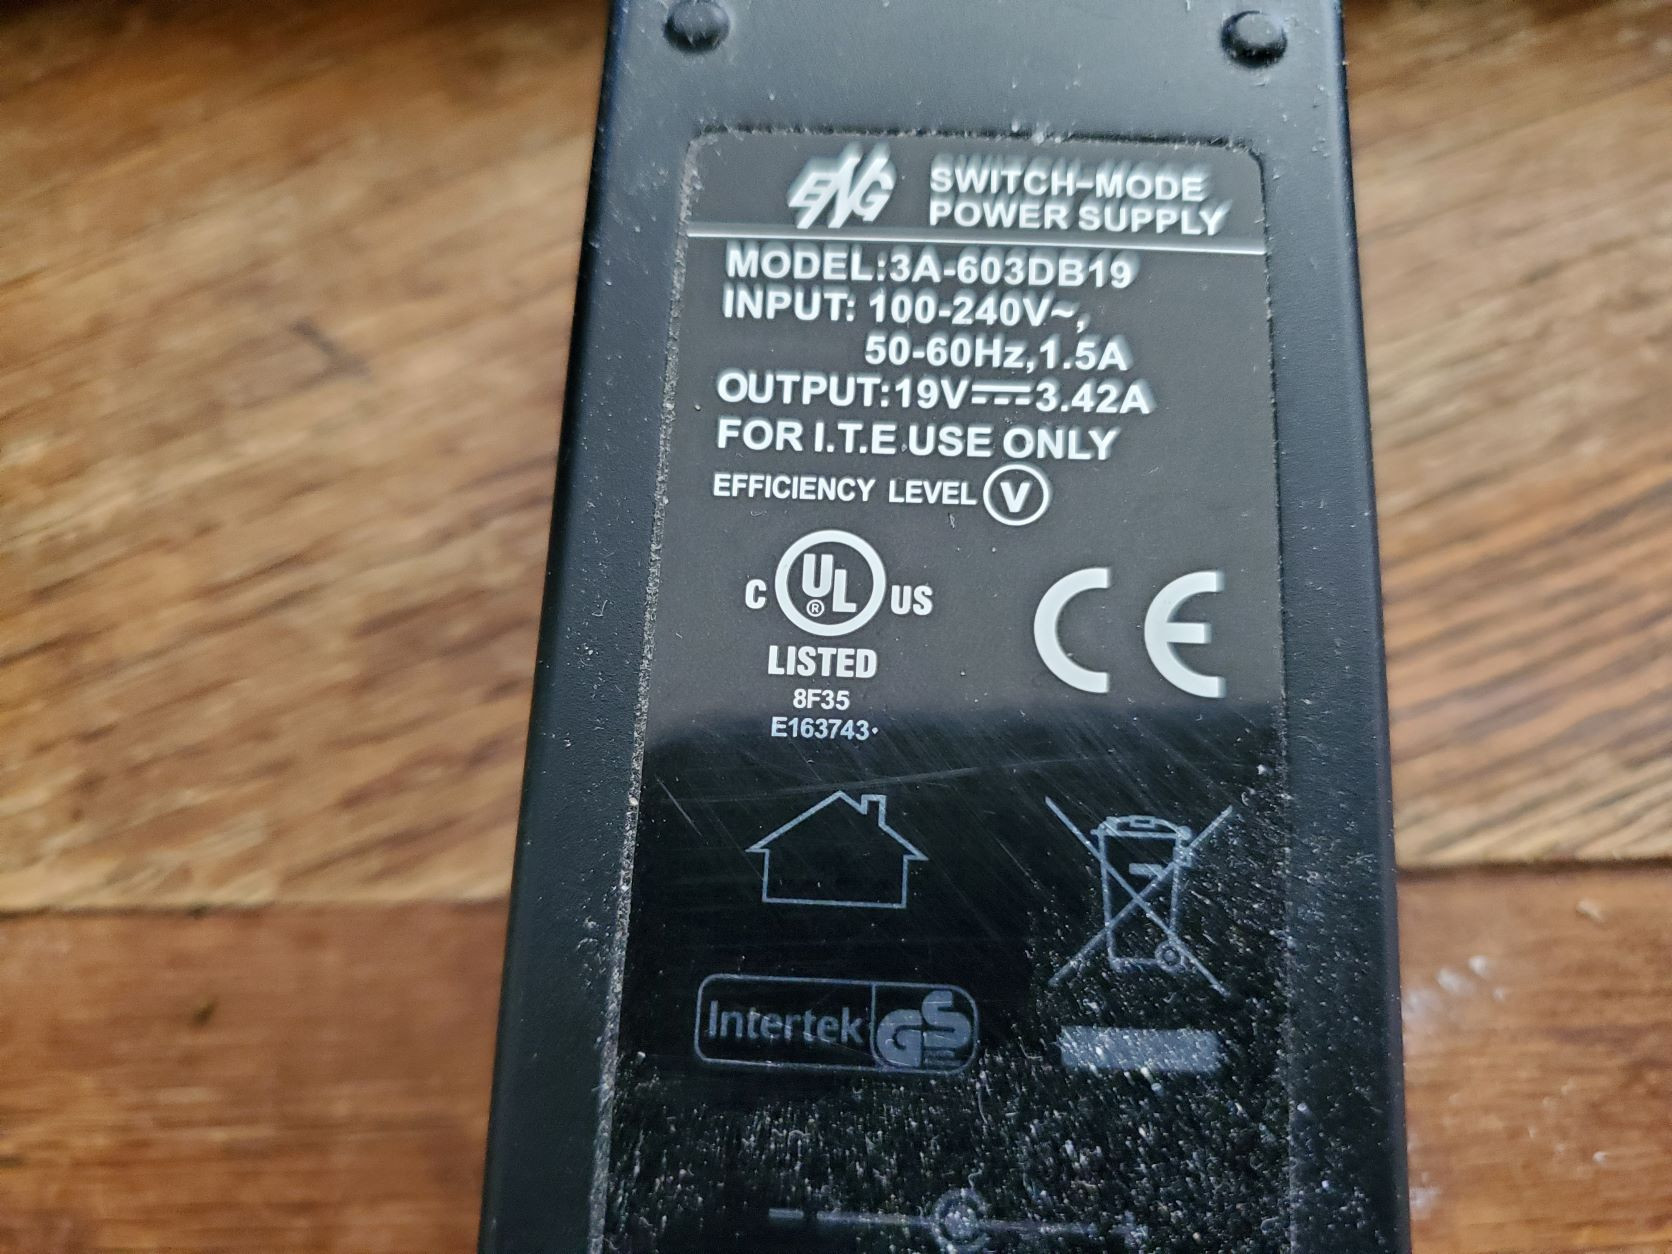 ENG
SWITCH-MODE
POWER SUPPLY
MODEL:3A-603DB19
INPUT: 100-240V~,
50-60Hz,1.5A
OUTPUT:19V⎓3.42A
FOR I.T.E USE ONLY
EFFICIENCY LEVEL V
C UL ® US
LISTED
8F35
E163743
CE
Intertek GS